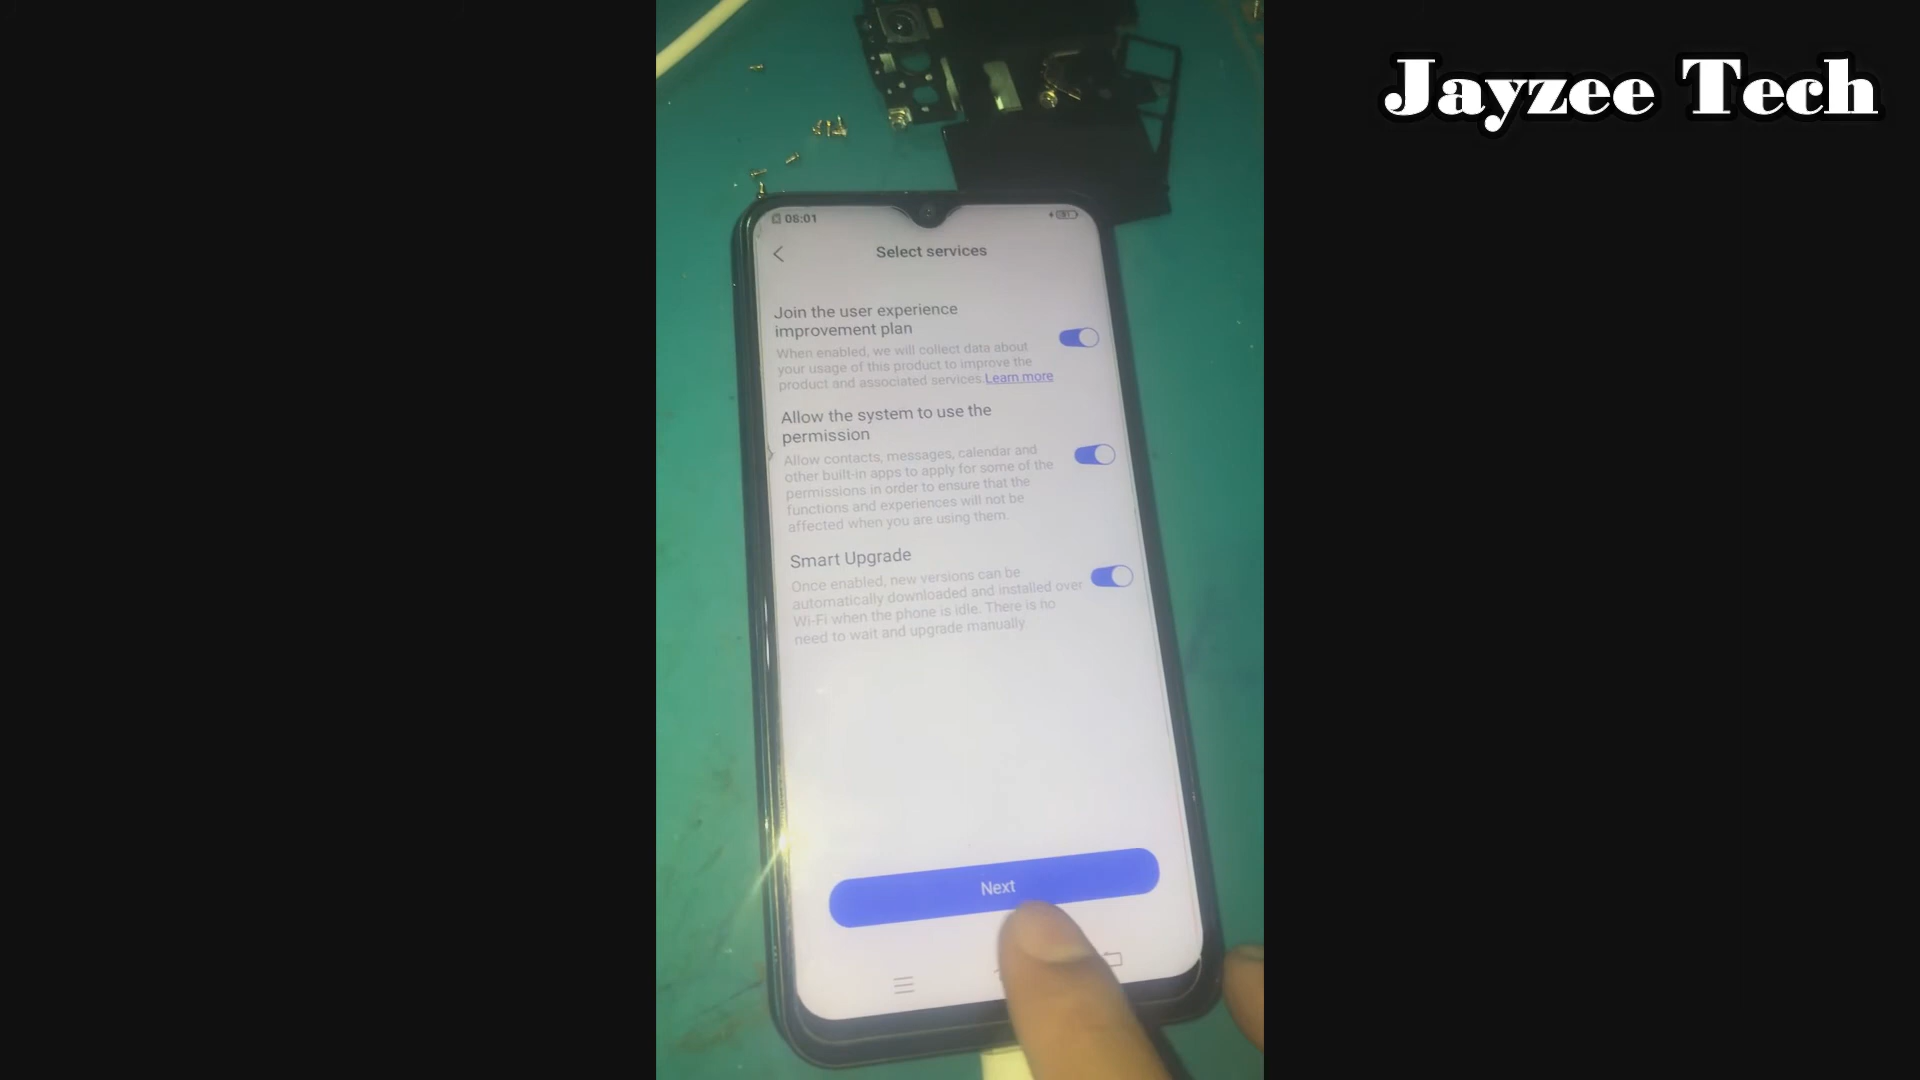 Jayzee Tech
08:01
Select services
Join the user experience
improvement plan
When enabled, we will collect data about
your usage of this product to improve the
product and associated services.Learn more
Allow the system to use the
permission
Allow contacts, messages, calendar and
other built-in apps to apply for some of the
permissions in order to ensure that the
functions and experiences will not be
affected when you are using them.
Smart Upgrade
Once enabled, new versions can be
automatically downloaded and installed over
Wi-Fi when the phone is idle. There is no
need to wait and upgrade manually
Next